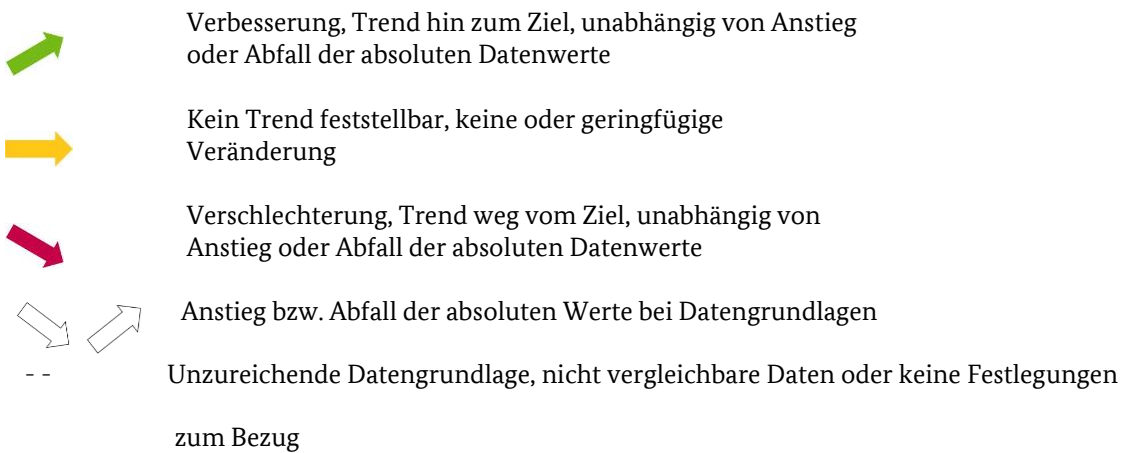 Verbesserung, Trend hin zum Ziel, unabhängig von Anstieg
oder Abfall der absoluten Datenwerte
Kein Trend feststellbar, keine oder geringfügige
Veränderung
Verschlechterung, Trend weg vom Ziel, unabhängig von
Anstieg oder Abfall der absoluten Datenwerte
Anstieg bzw. Abfall der absoluten Werte bei Datengrundlagen
- - Unzureichende Datengrundlage, nicht vergleichbare Daten oder keine Festlegungen
zum Bezug